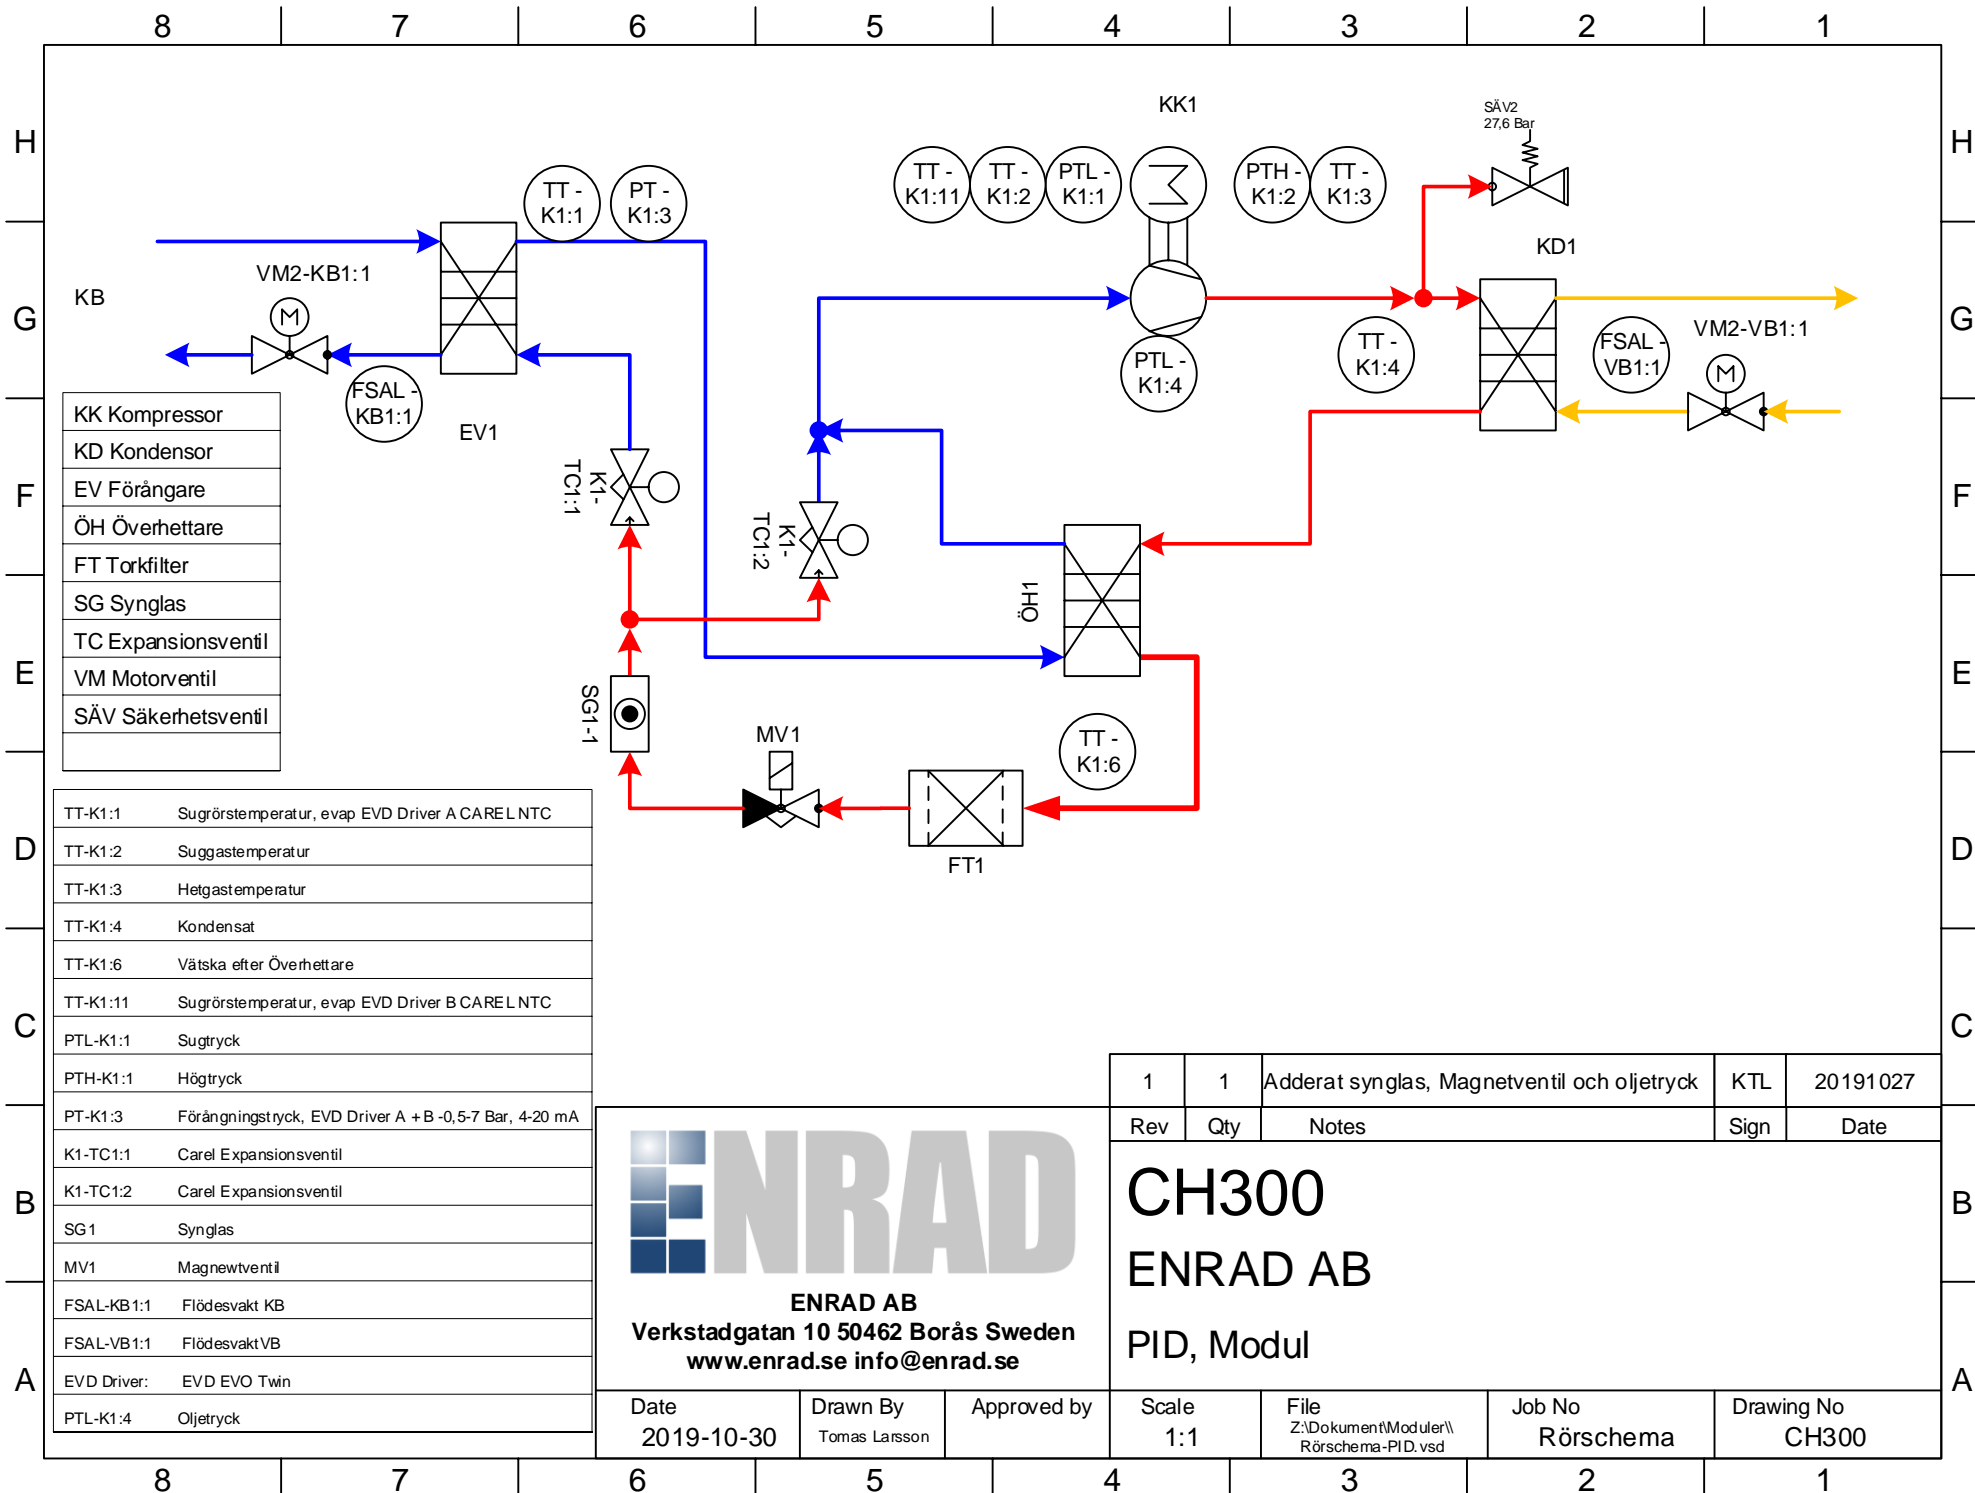 8 7 6 5 4 3 2 1
H H
G G
F F
E E
D D
C C
B B
A A
KK1
SÄV2
27,6 Bar
TT -
K1:11
TT -
K1:2
PTL -
K1:1
PTH -
K1:2
TT -
K1:3
TT -
K1:1
PT -
K1:3
KD1
VM2-KB1:1
KB
M
FSAL -
KB1:1
EV1
PTL -
K1:4
TT -
K1:4
FSAL -
VB1:1
VM2-VB1:1
M
K1-
TC1:1
K1-
TC1:2
ÖH1
SG1-1
MV1
TT -
K1:6
FT1
KK Kompressor
KD Kondensor
EV Förångare
ÖH Överhettare
FT Torkfilter
SG Synglas
TC Expansionsventil
VM Motorventil
SÄV Säkerhetsventil
TT-K1:1 Sugrörstemperatur, evap EVD Driver A CAREL NTC
TT-K1:2 Suggastemperatur
TT-K1:3 Hetgastemperatur
TT-K1:4 Kondensat
TT-K1:6 Vätska efter Överhettare
TT-K1:11 Sugrörstemperatur, evap EVD Driver B CAREL NTC
PTL-K1:1 Sugtryck
PTH-K1:1 Högtryck
PT-K1:3 Förångningstryck, EVD Driver A + B -0,5-7 Bar, 4-20 mA
K1-TC1:1 Carel Expansionsventil
K1-TC1:2 Carel Expansionsventil
SG1 Synglas
MV1 Magnewtventil
FSAL-KB1:1 Flödesvakt KB
FSAL-VB1:1 Flödesvakt VB
EVD Driver: EVD EVO Twin
PTL-K1:4 Oljetryck
ENRAD
ENRAD AB
Verkstadgatan 10 50462 Borås Sweden
www.enrad.se info@enrad.se
Date
2019-10-30
Drawn By
Tomas Larsson
Approved by
1 1 Adderat synglas, Magnetventil och oljetryck KTL 20191027
Rev Qty Notes Sign Date
CH300
ENRAD AB
PID, Modul
Scale
1:1
File
Z:\Dokument\Moduler\\
Rörschema-PID.vsd
Job No
Rörschema
Drawing No
CH300
8 7 6 5 4 3 2 1